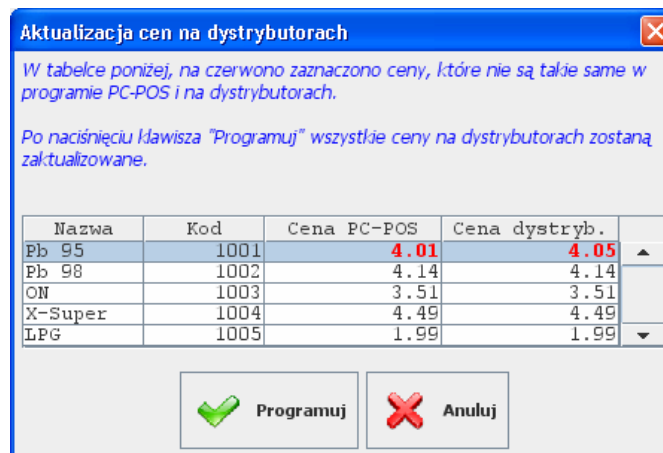 Aktualizacja cen na dystrybutorach
W tabelce poniżej, na czerwono zaznaczono ceny, które nie są takie same w
programie PC-POS i na dystrybutorach.
Po naciśnięciu klawisza "Programuj" wszystkie ceny na dystrybutorach zostaną
zaktualizowane.
Nazwa Kod Cena PC-POS Cena dystryb.
Pb 95 1001 4.01 4.05
Pb 98 1002 4.14 4.14
ON 1003 3.51 3.51
X-Super 1004 4.49 4.49
LPG 1005 1.99 1.99
Programuj Anuluj